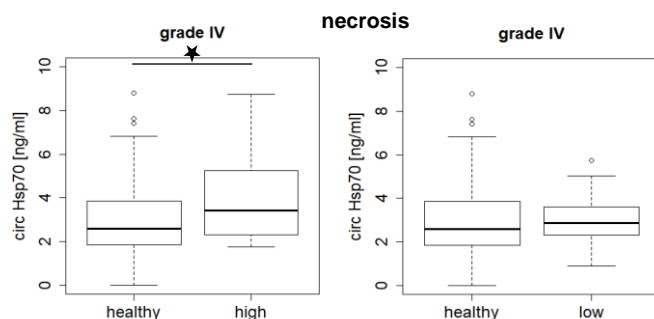 necrosis
grade IV
circ Hsp70 [ng/ml]
10
8
6
4
2
0
healthy high
grade IV
circ Hsp70 [ng/ml]
10
8
6
4
2
0
healthy low